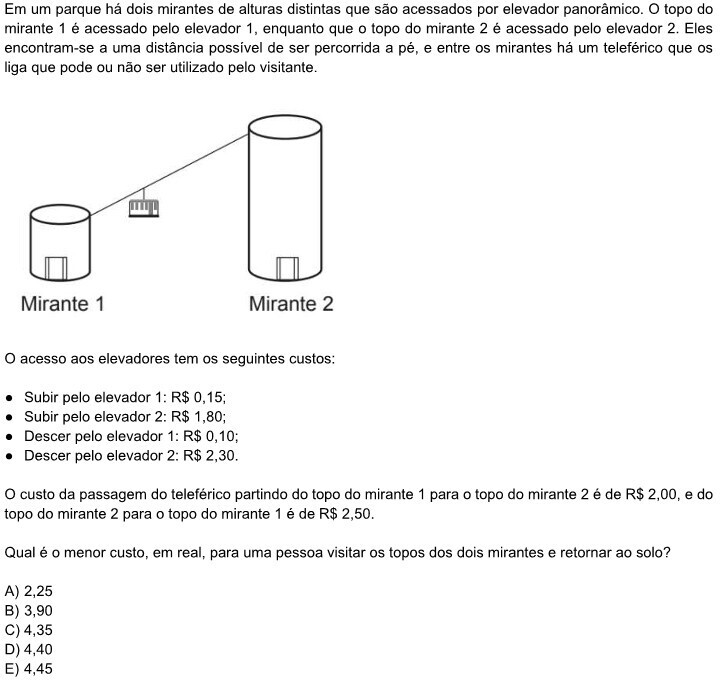 Em um parque há dois mirantes de alturas distintas que são acessados por elevador panorâmico. O topo do
mirante 1 é acessado pelo elevador 1, enquanto que o topo do mirante 2 é acessado pelo elevador 2. Eles
encontram-se a uma distância possível de ser percorrida a pé, e entre os mirantes há um teleférico que os
liga que pode ou não ser utilizado pelo visitante.
Mirante 1 Mirante 2
O acesso aos elevadores tem os seguintes custos:
• Subir pelo elevador 1: R$ 0,15;
• Subir pelo elevador 2: R$ 1,80;
• Descer pelo elevador 1: R$ 0,10;
• Descer pelo elevador 2: R$ 2,30.
O custo da passagem do teleférico partindo do topo do mirante 1 para o topo do mirante 2 é de R$ 2,00, e do
topo do mirante 2 para o topo do mirante 1 é de R$ 2,50.
Qual é o menor custo, em real, para uma pessoa visitar os topos dos dois mirantes e retornar ao solo?
A) 2,25
B) 3,90
C) 4,35
D) 4,40
E) 4,45